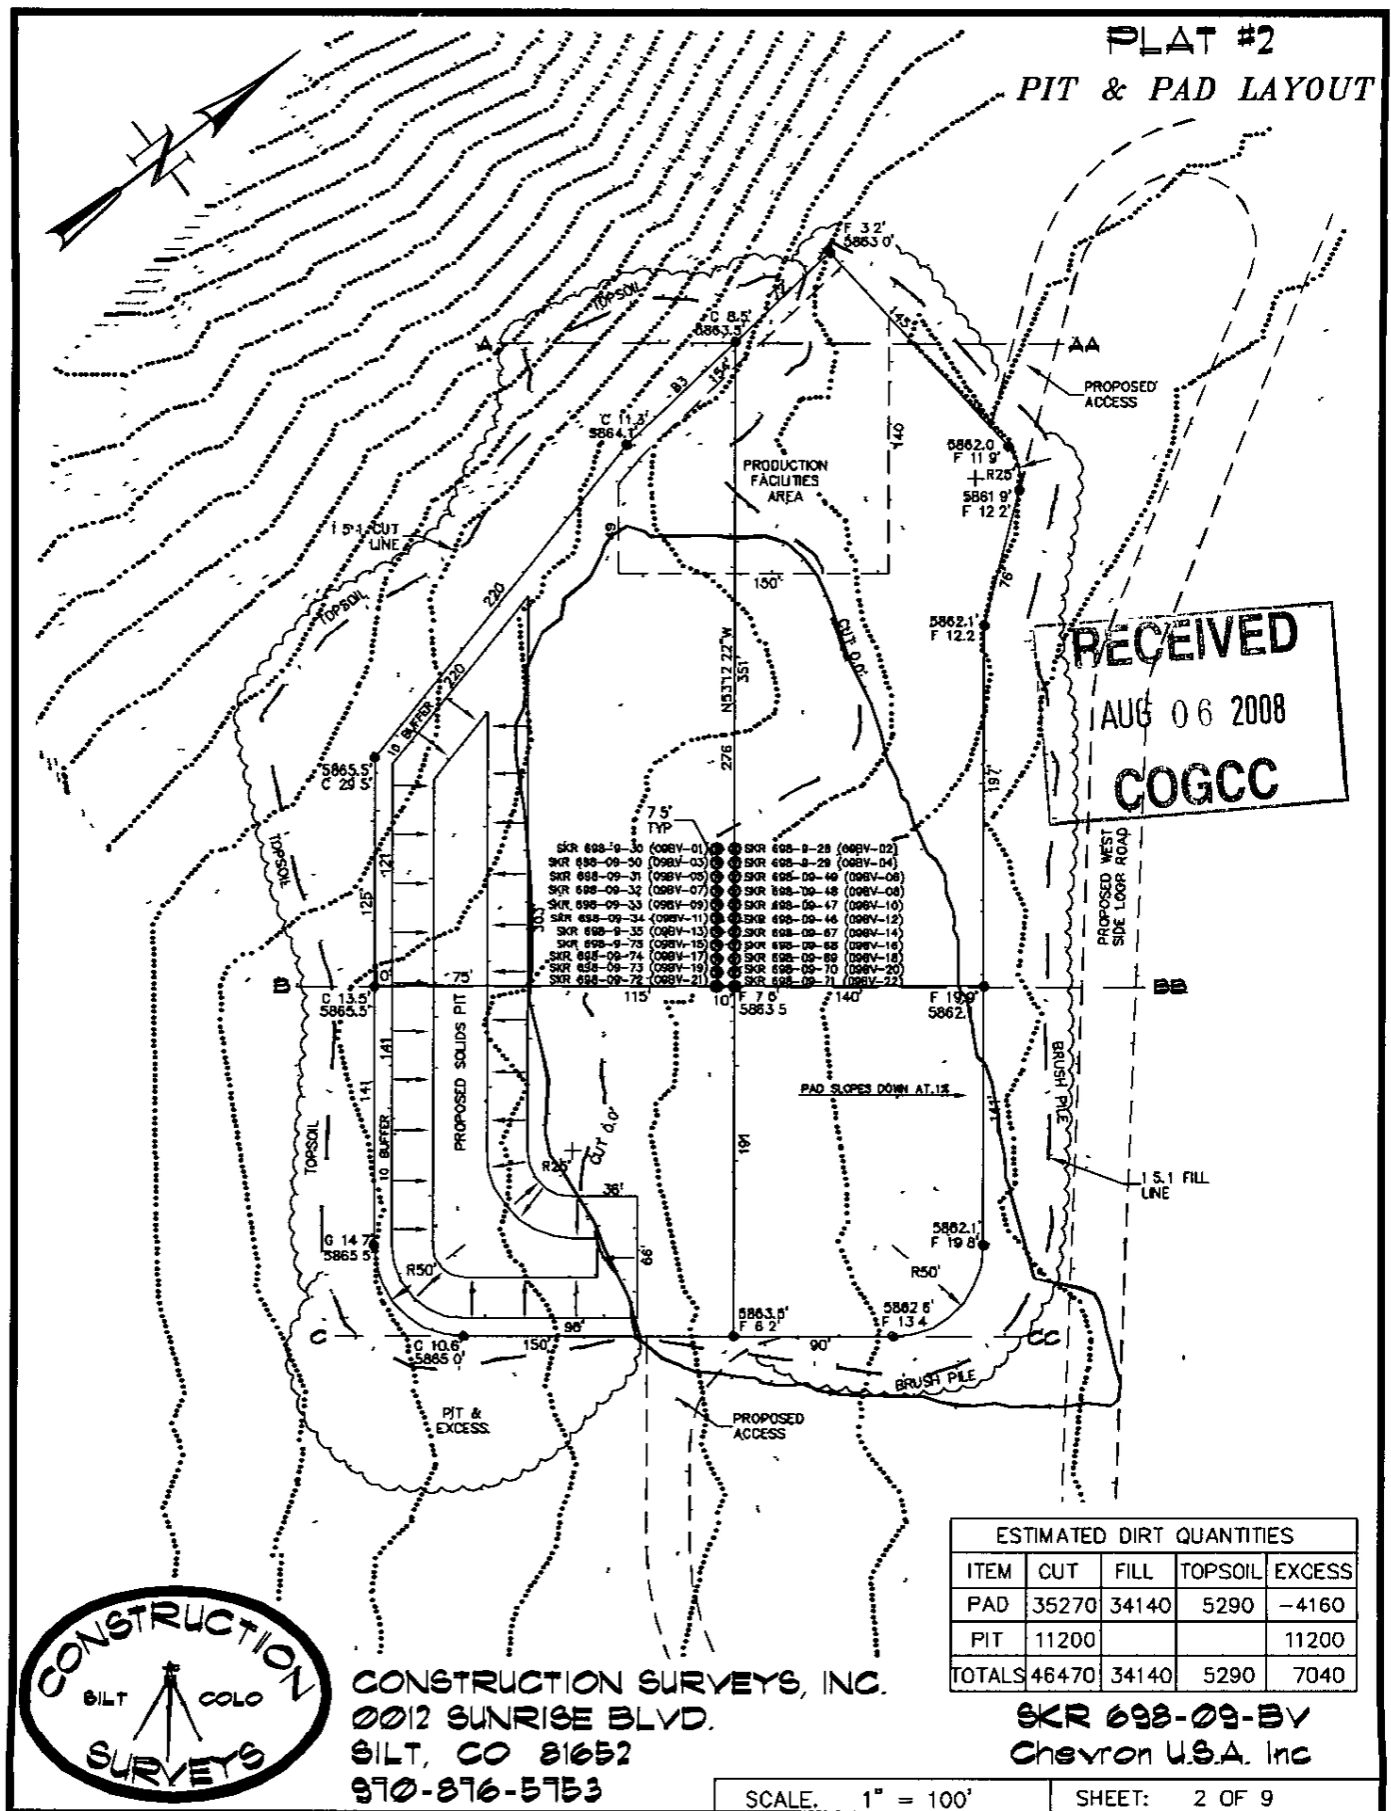 PLAT #2
PIT & PAD LAYOUT
N
F 3 2'
5863 0'
TOPSOIL
C 8.5'
5863.5'
145'
A
AA
PROPOSED
ACCESS
154'
C 11.3'
5864.1'
140
5862.0'
F 11 9'
R25'
5861 9'
F 12 2'
PRODUCTION
FACILITIES
AREA
1 5:1 CUT
LINE
49
150'
76'
220
TOPSOIL
CUT 0.0'
5862.1'
F 12.2'
N53°12 22"W
351'
220
10' BUFFER
RECEIVED
AUG 06 2008
COGCC
5865.5'
C 29 5'
276
197'
7 5'
TYP
TOPSOIL
121
125
SKR 698-9-30 (09BV-01)
SKR 698-9-28 (09BV-02)
SKR 698-09-50 (09BV-03)
SKR 698-9-29 (09BV-04)
SKR 698-09-31 (09BV-05)
SKR 698-09-49 (09BV-06)
SKR 698-09-32 (09BV-07)
SKR 698-09-48 (09BV-08)
SKR 698-09-33 (09BV-09)
SKR 698-09-47 (09BV-10)
SKR 698-09-34 (09BV-11)
SKR 698-09-46 (09BV-12)
SKR 698-9-35 (09BV-13)
SKR 698-09-67 (09BV-14)
SKR 698-9-75 (09BV-15)
SKR 698-09-68 (09BV-16)
SKR 698-09-74 (09BV-17)
SKR 698-09-69 (09BV-18)
SKR 698-09-73 (09BV-19)
SKR 698-09-70 (09BV-20)
SKR 698-09-72 (09BV-21)
SKR 698-09-71 (09BV-22)
303'
PROPOSED WEST
SIDE LOOR ROAD
B
10'
75'
BB
C 13.5'
5865.5'
115'
10'
F 7 6'
5863 5
140'
F 19.9'
5862.
PROPOSED SOLIDS PIT
141
141
BRUSH PILE
PAD SLOPES DOWN AT.1%
141'
TOPSOIL
10 BUFFER
CUT 0.0'
R25'
191
36'
1 5.1 FILL
LINE
C 14 7'
5865 5'
66'
5862.1'
F 19 8'
R50'
R50'
5863.5'
F 6 2'
5862 6'
F 13 4
C
96'
CC
C 10.6'
5865 0'
150'
90'
BRUSH PILE
PIT &
EXCESS
PROPOSED
ACCESS
ESTIMATED DIRT QUANTITIES
ITEM CUT FILL TOPSOIL EXCESS
PAD 35270 34140 5290 -4160
PIT 11200 11200
TOTALS 46470 34140 5290 7040
CONSTRUCTION
SILT COLO
SURVEYS
CONSTRUCTION SURVEYS, INC.
0012 SUNRISE BLVD.
SILT, CO 81652
970-876-5753
SKR 698-09-BV
Chevron U.S.A. Inc
SCALE. 1" = 100'
SHEET: 2 OF 9